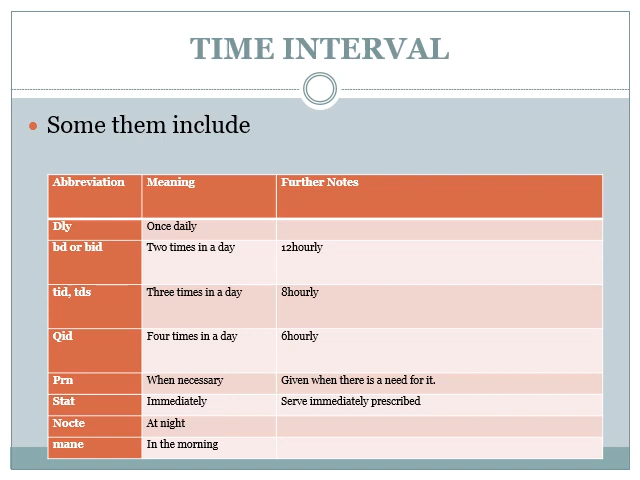 TIME INTERVAL
Some them include
Abbreviation Meaning Further Notes
Dly Once daily
bd or bid Two times in a day 12hourly
tid, tds Three times in a day 8hourly
Qid Four times in a day 6hourly
Prn When necessary Given when there is a need for it.
Stat Immediately Serve immediately prescribed
Nocte At night
mane In the morning